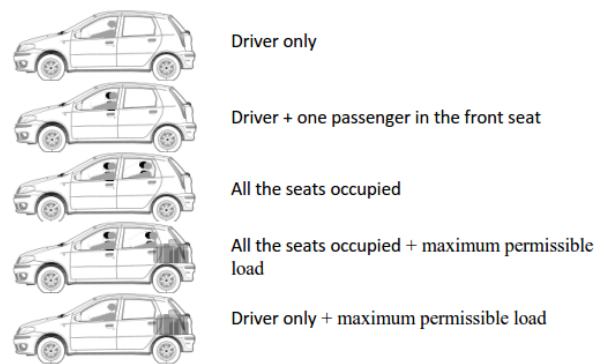 Driver only
Driver + one passenger in the front seat
All the seats occupied
All the seats occupied + maximum permissible
load
Driver only + maximum permissible load